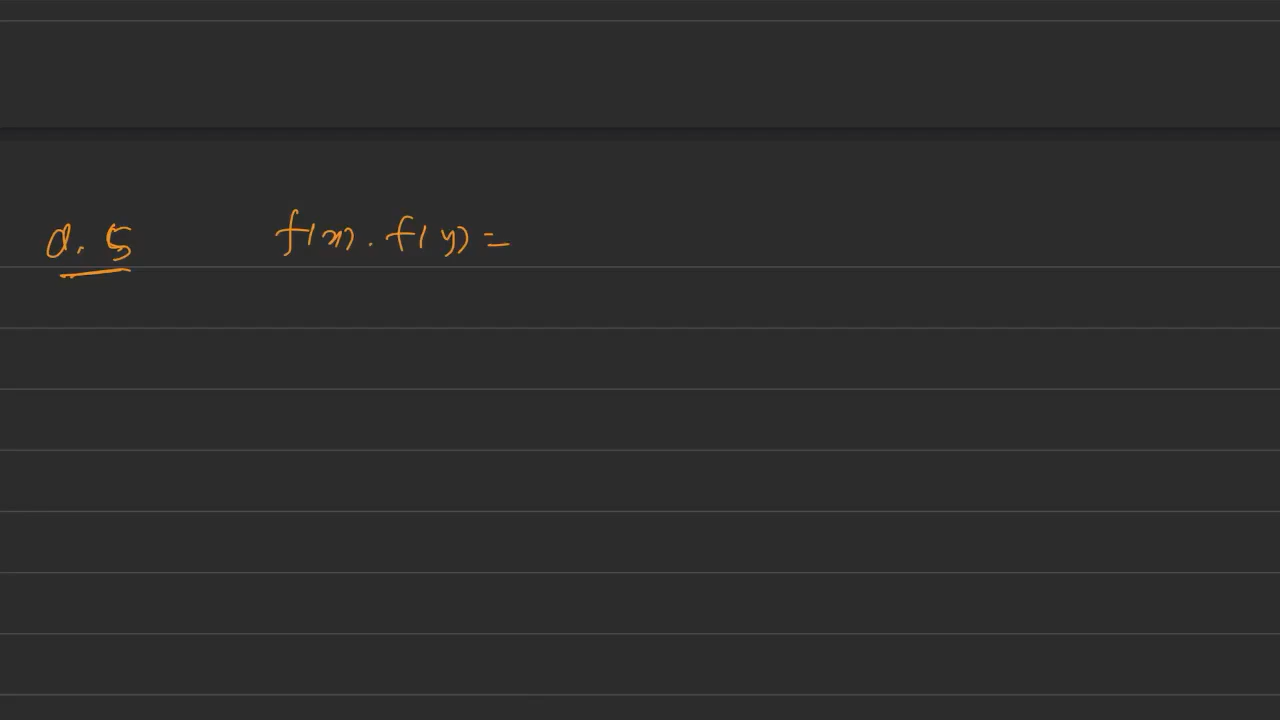 Q. 5 f(x) . f(y) =